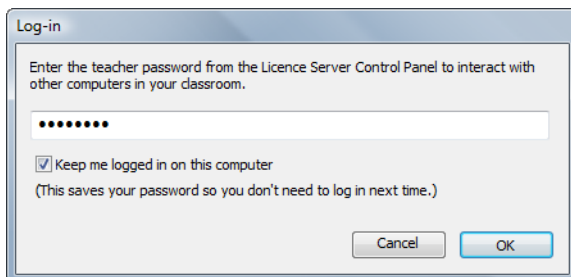 Log-in
Enter the teacher password from the Licence Server Control Panel to interact with
other computers in your classroom.
••••••••
Keep me logged in on this computer
(This saves your password so you don't need to log in next time.)
Cancel OK